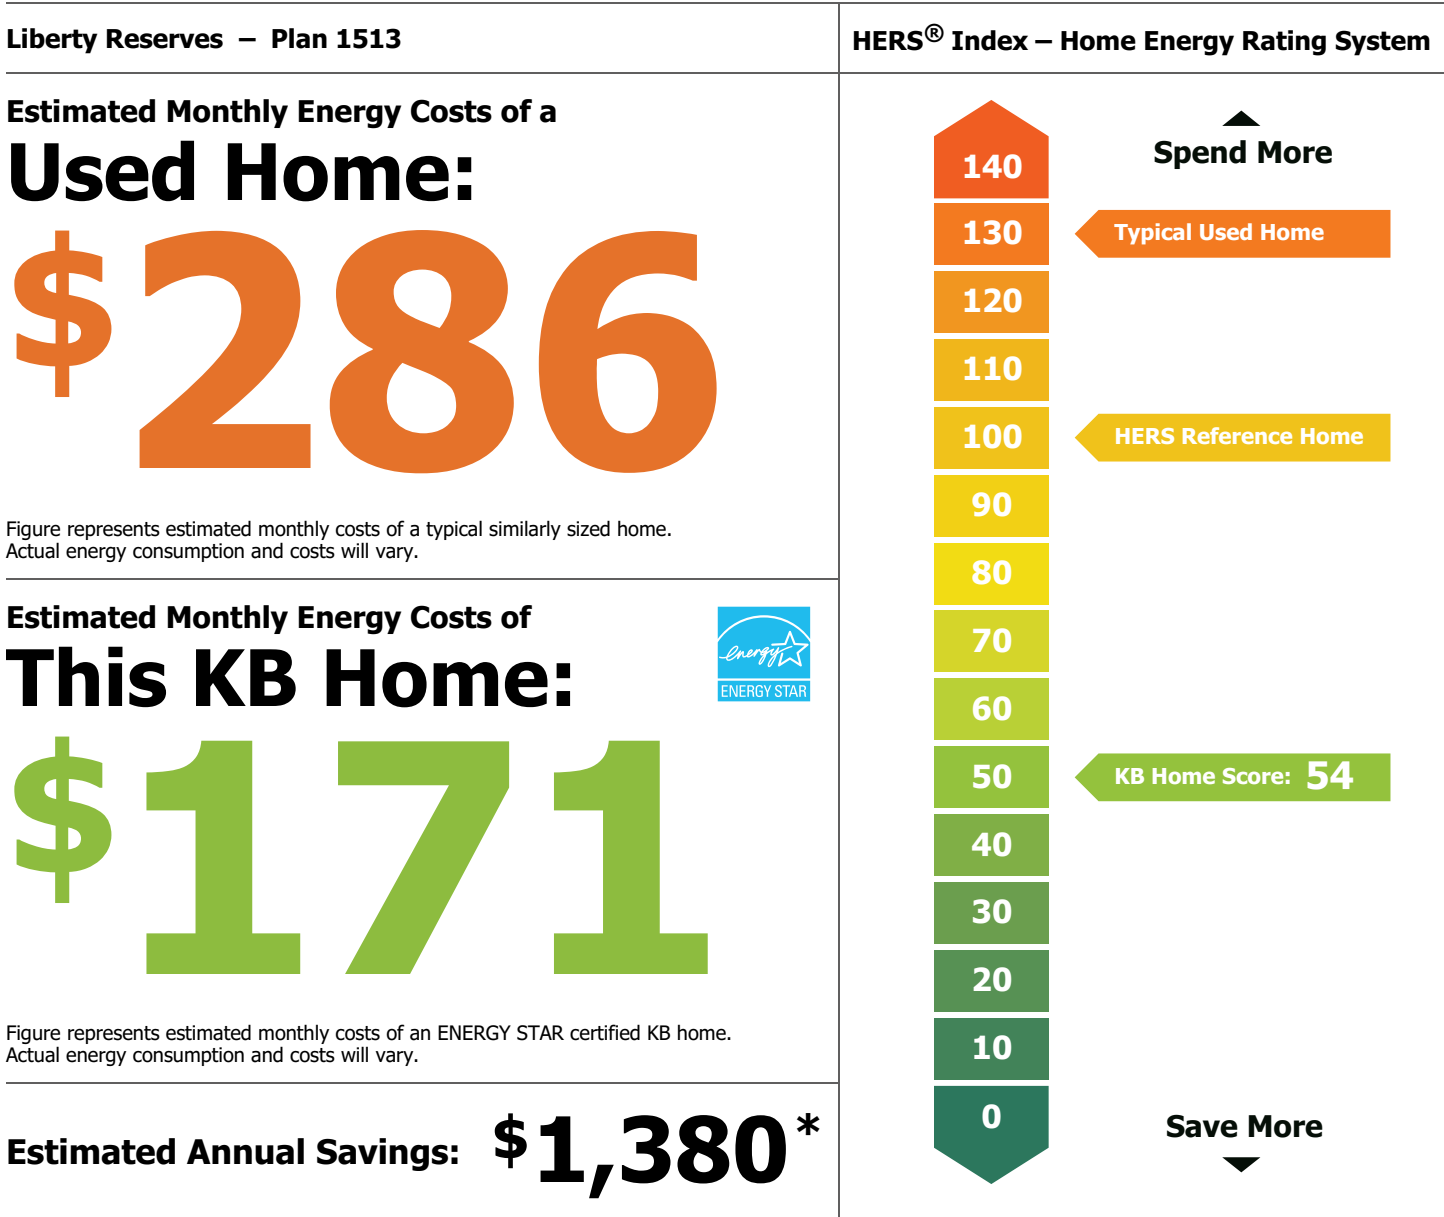 Liberty Reserves – Plan 1513
Estimated Monthly Energy Costs of a
Used Home:
$286
Figure represents estimated monthly costs of a typical similarly sized home.
Actual energy consumption and costs will vary.
Estimated Monthly Energy Costs of
This KB Home:
energy
ENERGY STAR
$171
Figure represents estimated monthly costs of an ENERGY STAR certified KB home.
Actual energy consumption and costs will vary.
Estimated Annual Savings: $1,380*
HERS® Index – Home Energy Rating System
Spend More
140
130 Typical Used Home
120
110
100 HERS Reference Home
90
80
70
60
50 KB Home Score: 54
40
30
20
10
0
Save More